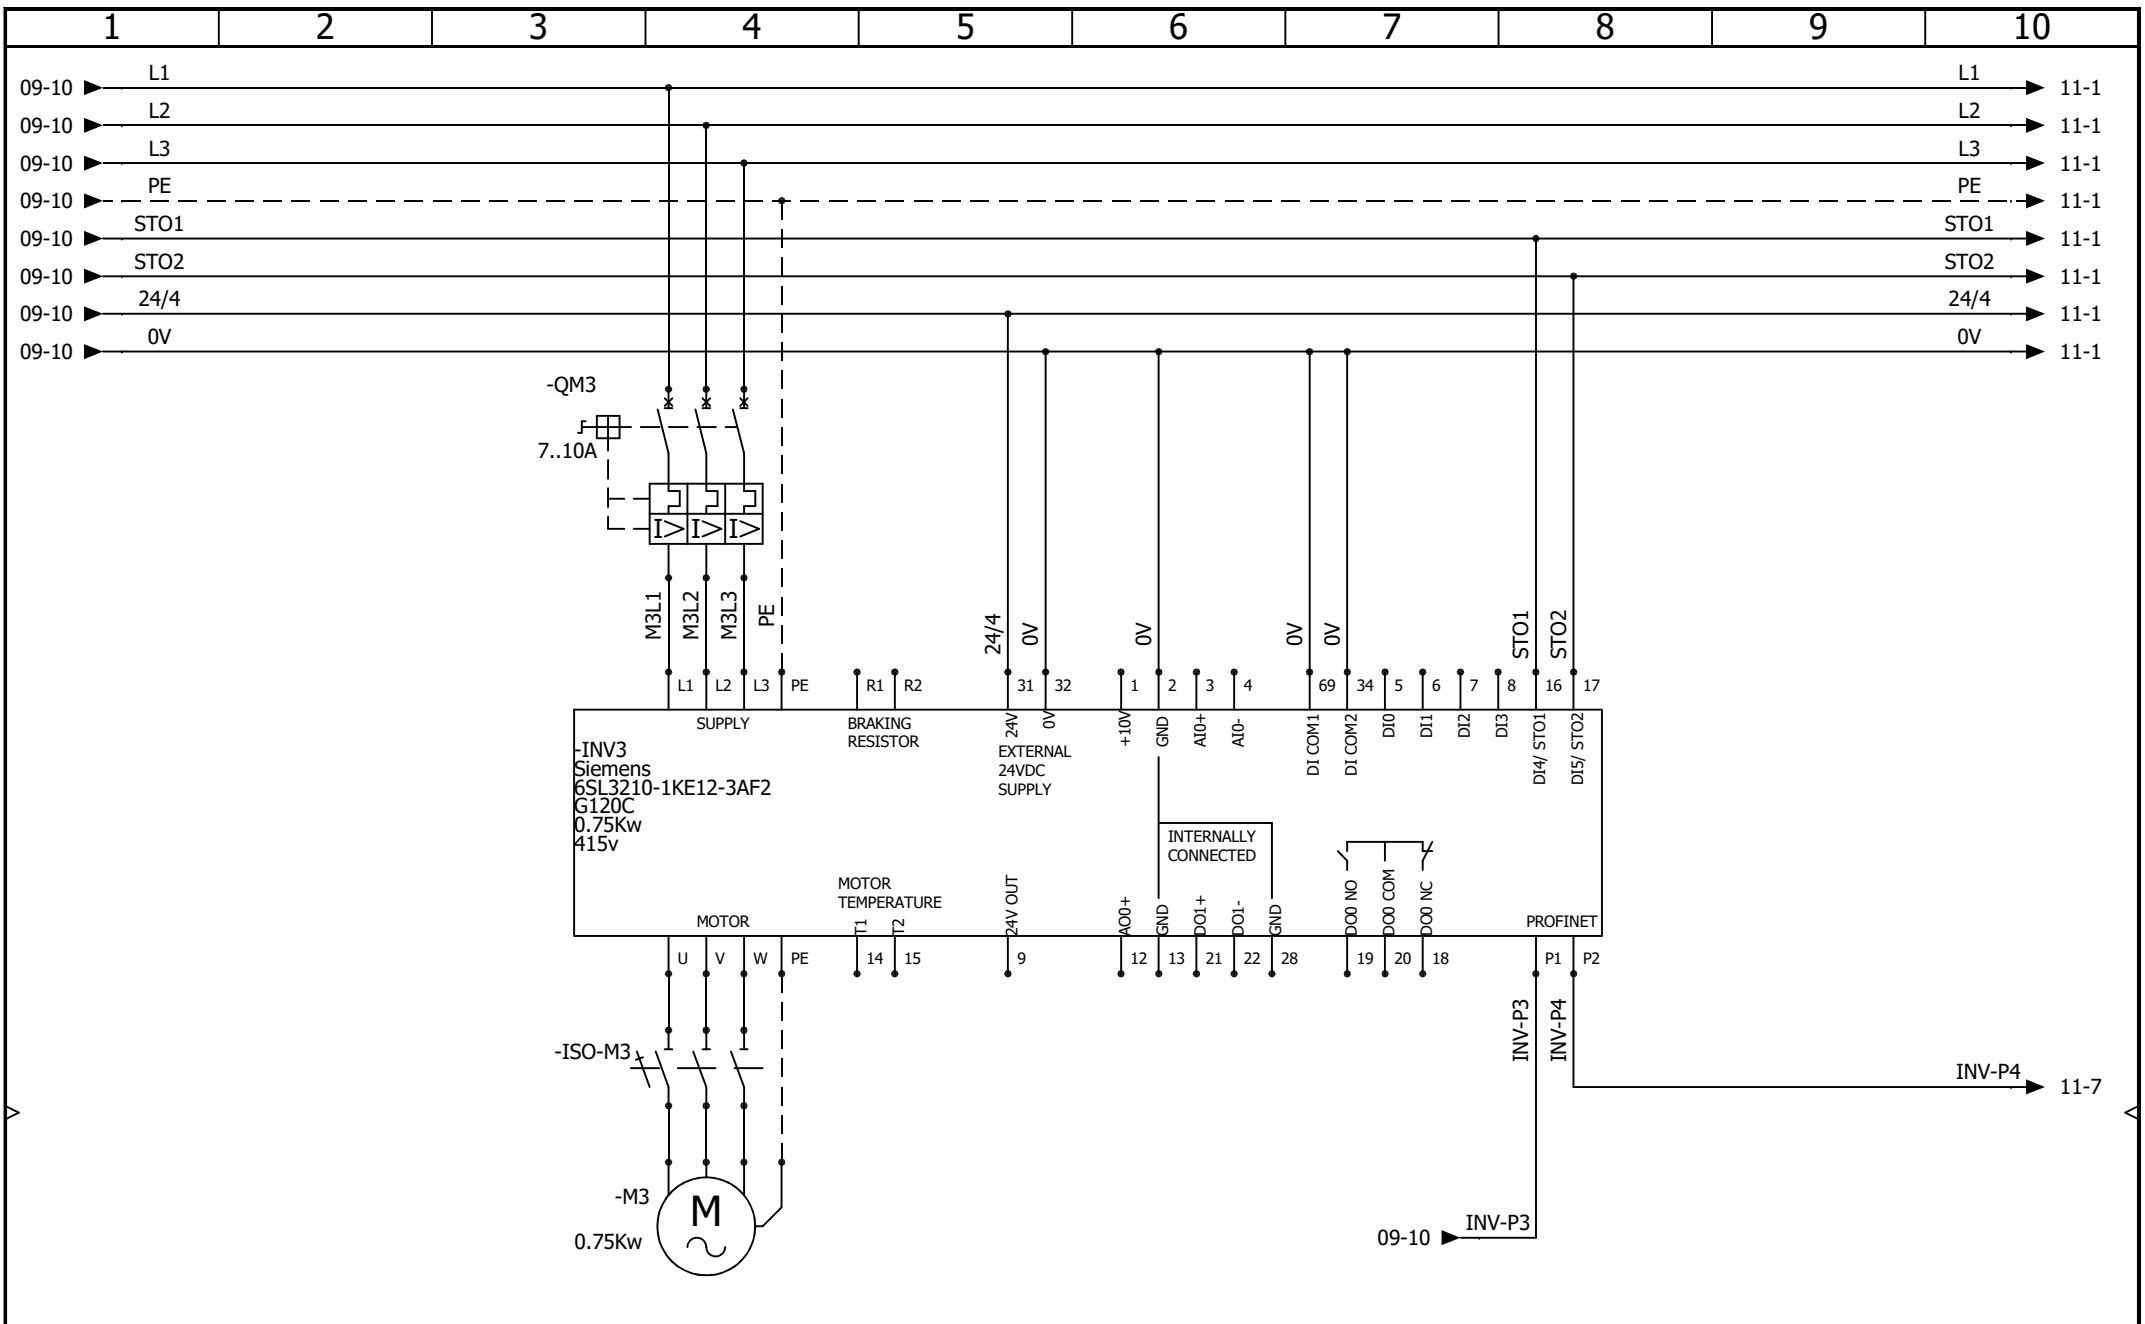 1 2 3 4 5 6 7 8 9 10
09-10 L1 L1 11-1
09-10 L2 L2 11-1
09-10 L3 L3 11-1
09-10 PE PE 11-1
09-10 STO1 STO1 11-1
09-10 STO2 STO2 11-1
09-10 24/4 24/4 11-1
09-10 0V 0V 11-1
-QM3
7..10A
I> I> I>
M3L1 M3L2 M3L3 PE 24/4 0V 0V 0V 0V STO1 STO2
L1 L2 L3 PE R1 R2 31 32 1 2 3 4 69 34 5 6 7 8 16 17
SUPPLY
BRAKING
RESISTOR
24V 0V
EXTERNAL
24VDC
SUPPLY
+10V GND AI0+ AI0- DI COM1 DI COM2 DI0 DI1 DI2 DI3 DI4/ STO1 DI5/ STO2
-INV3
Siemens
6SL3210-1KE12-3AF2
G120C
0.75Kw
415v
INTERNALLY
CONNECTED
MOTOR
MOTOR
TEMPERATURE
T1 T2 24V OUT AO0+ GND DO1+ DO1- GND DO0 NO DO0 COM DO0 NC
PROFINET
U V W PE 14 15 9 12 13 21 22 28 19 20 18 P1 P2
INV-P3 INV-P4
-ISO-M3
INV-P4 11-7
-M3
M
0.75Kw
09-10 INV-P3